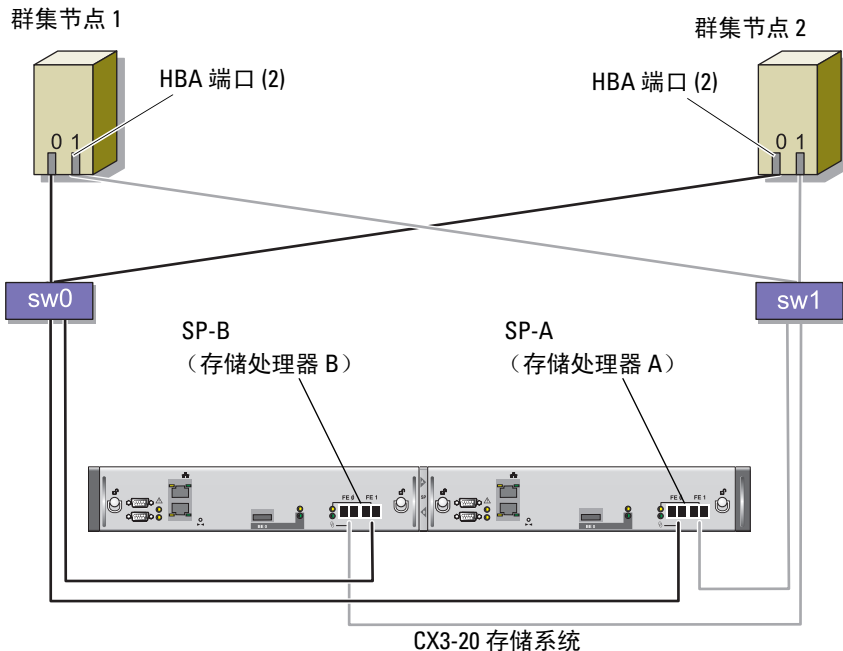 群集节点 1
群集节点 2
HBA 端口 (2)
HBA 端口 (2)
0 1
0 1
sw0
sw1
SP-B
（存储处理器 B）
SP-A
（存储处理器 A）
FE 0 FE 1
FE 0 FE 1
CX3-20 存储系统